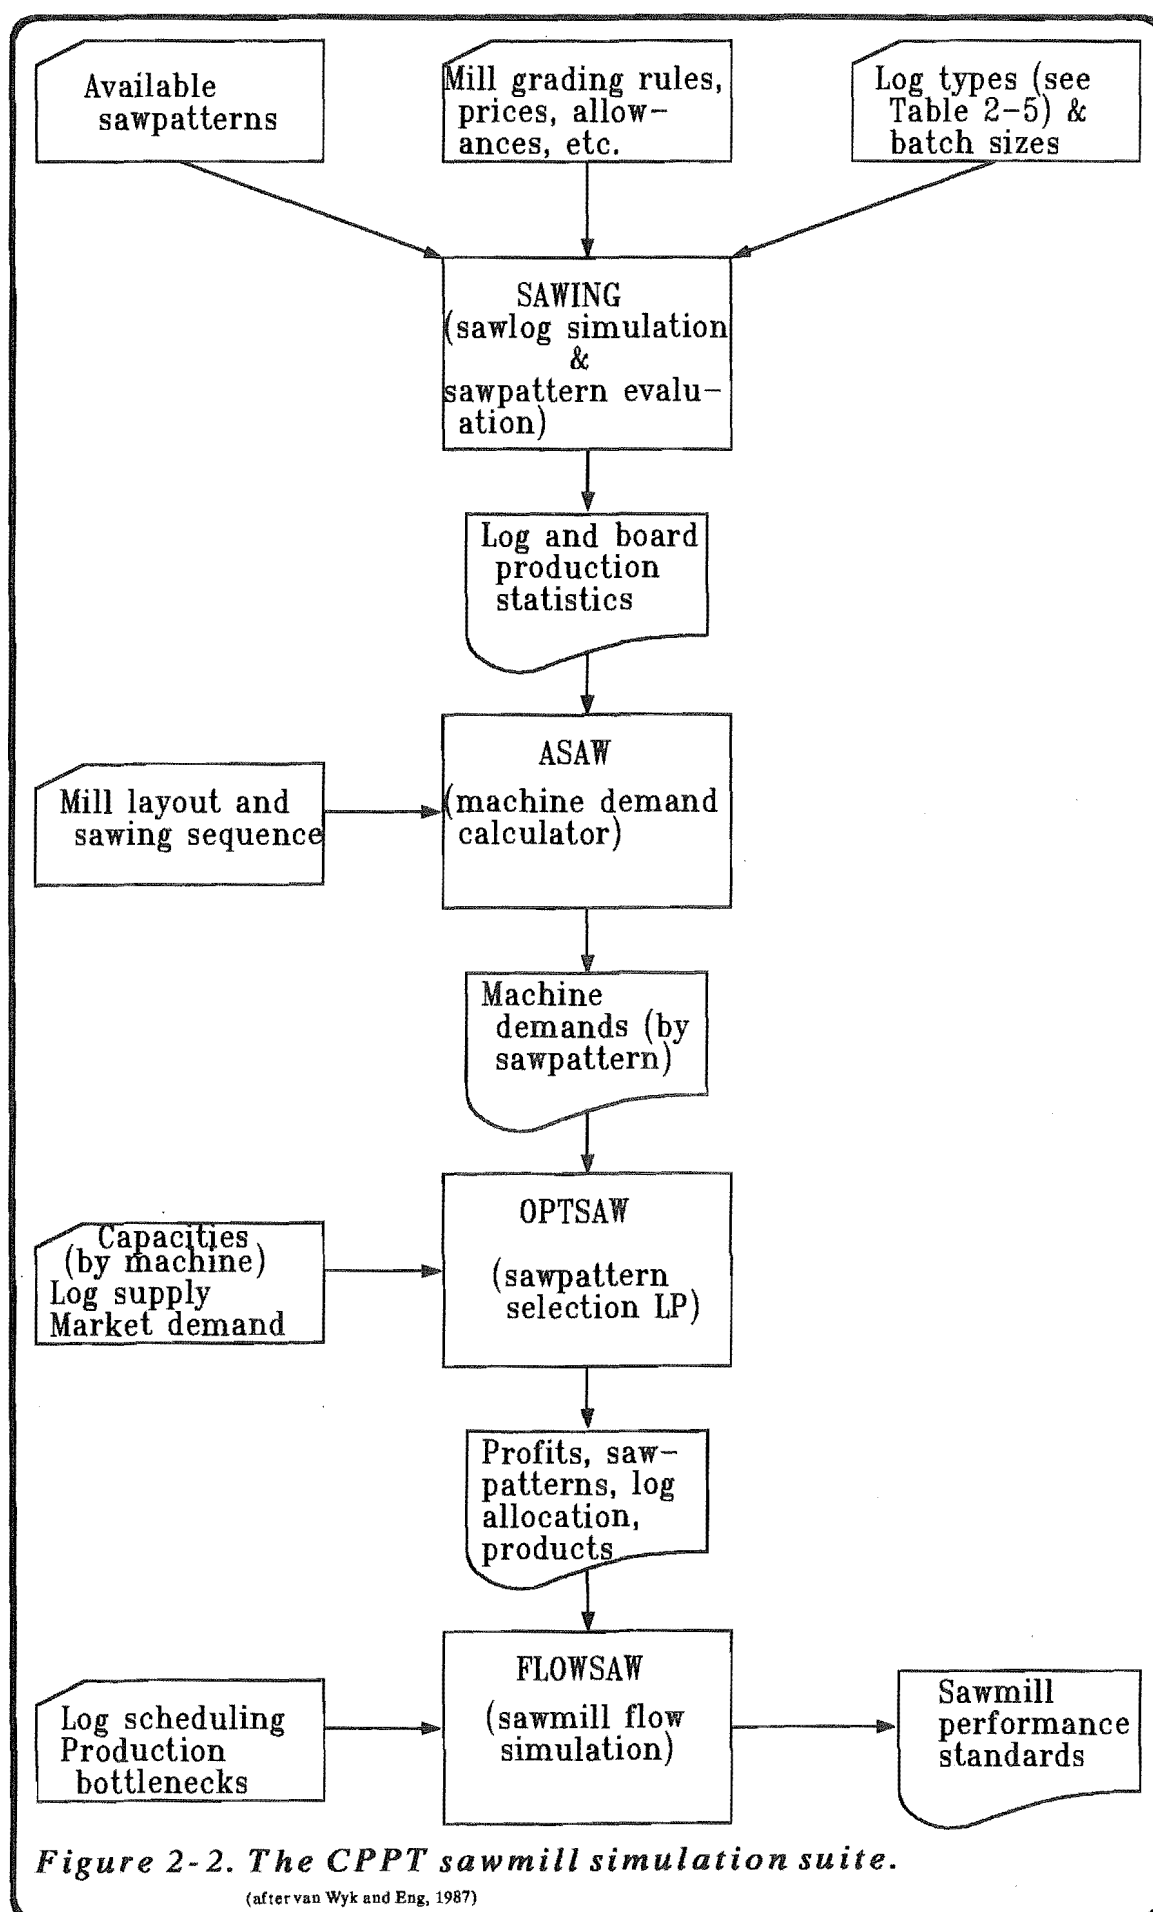 Available
sawpatterns
Mill grading rules,
prices, allow-
ances, etc.
Log types (see
Table 2-5) &
batch sizes
SAWING
(sawlog simulation
&
sawpattern evalu-
ation)
Log and board
production
statistics
ASAW
(machine demand
calculator)
Mill layout and
sawing sequence
Machine
demands (by
sawpattern)
OPTSAW
(sawpattern
selection LP)
Capacities
(by machine)
Log supply
Market demand
Profits, saw-
patterns, log
allocation,
products
FLOWSAW
(sawmill flow
simulation)
Log scheduling
Production
bottlenecks
Sawmill
performance
standards
Figure 2-2. The CPPT sawmill simulation suite.
(after van Wyk and Eng, 1987)